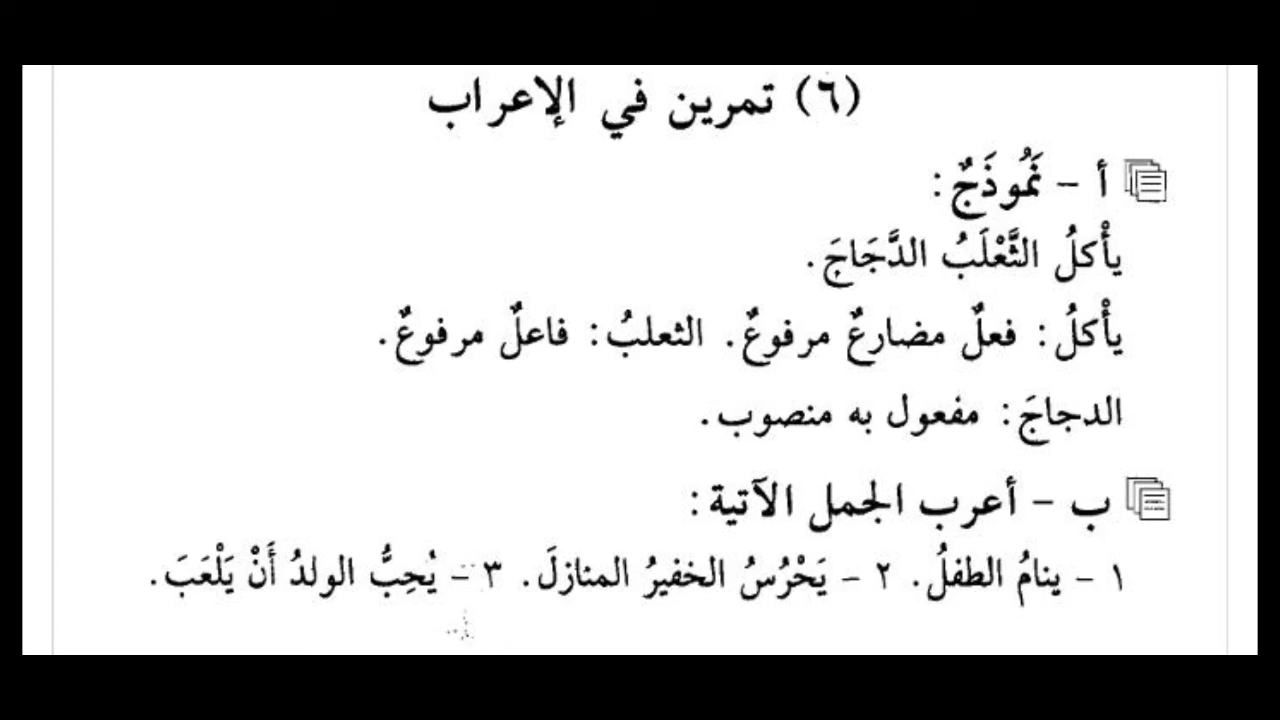 (٦) تمرين في الإعراب
أ – نَمُوذَجٌ:
يأْكلُ الثَّعْلَبُ الدَّجَاجَ.
يأْكلُ: فعلٌ مضارعٌ مرفوعٌ. الثعلبُ: فاعلٌ مرفوعٌ.
الدجاجَ: مفعول به منصوب.
ب – أعرب الجمل الآتية:
١ – ينامُ الطفلُ. ٢ – يَحْرُسُ الخفيرُ المنازلَ. ٣ – يُحِبُّ الولدُ أَنْ يَلْعَبَ.